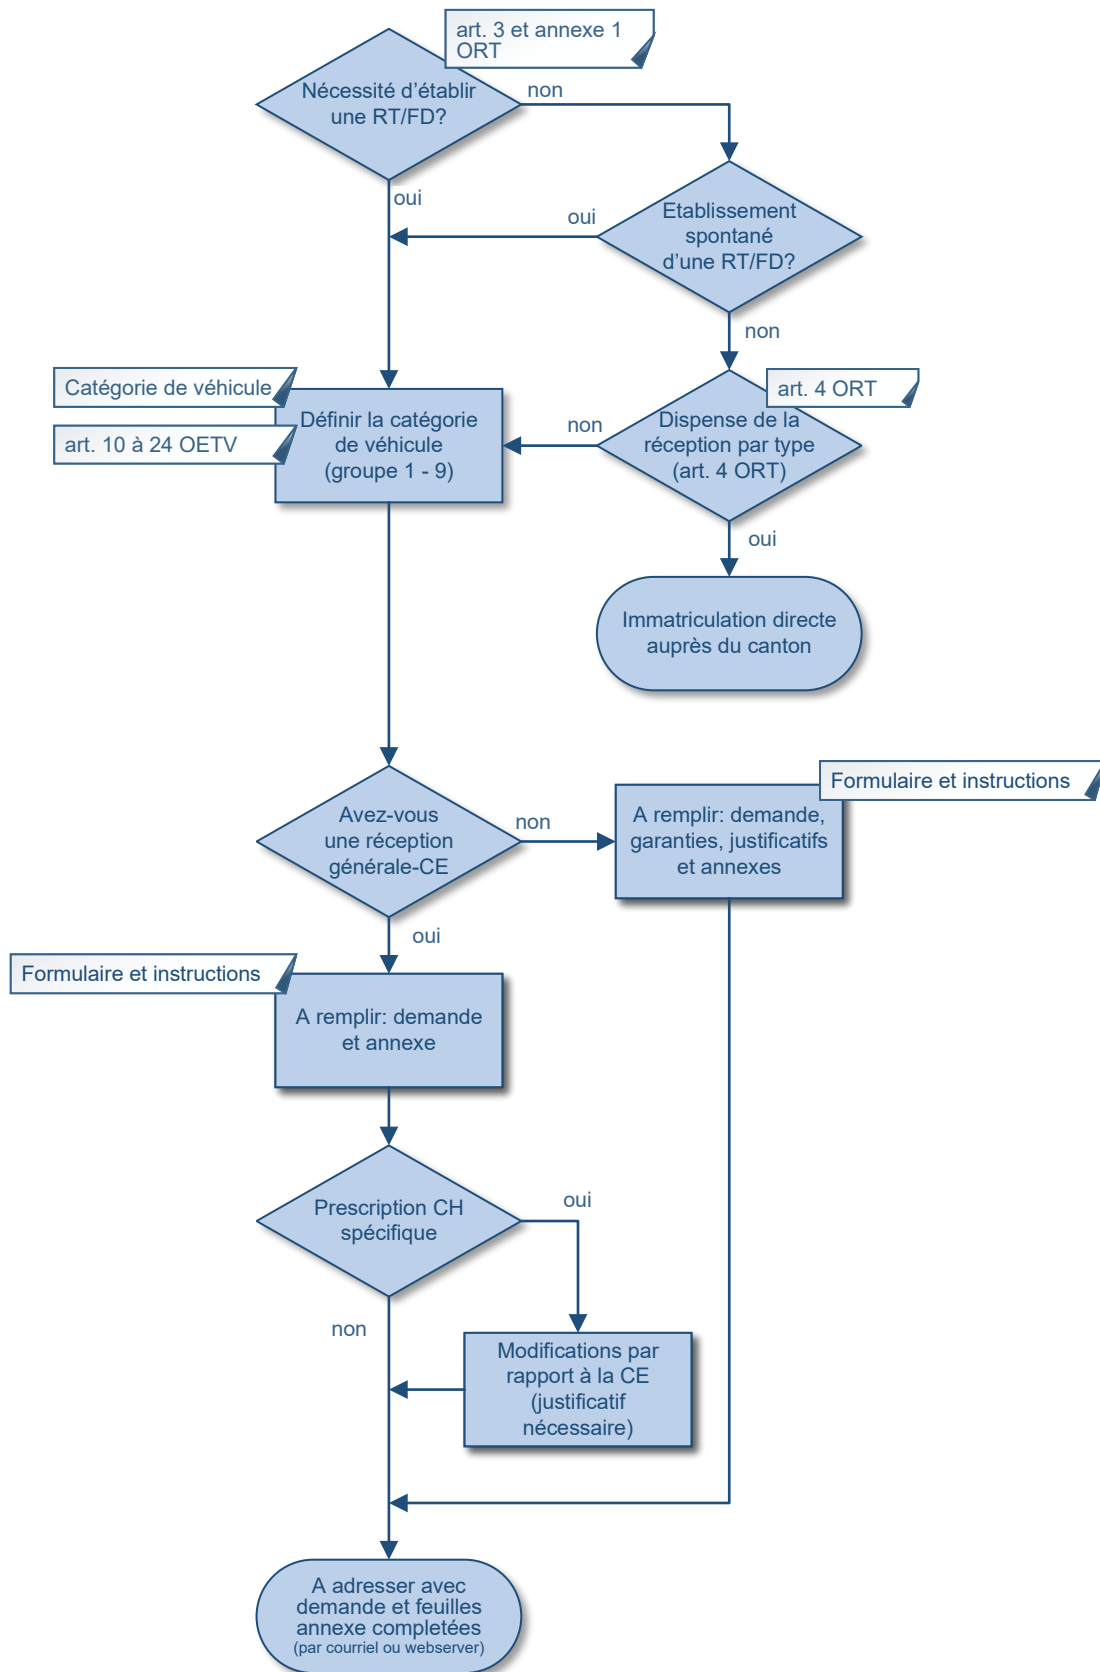 art. 3 et annexe 1
ORT
Nécessité d'établir
une RT/FD?
non
oui
Etablissement
spontané
d'une RT/FD?
oui
non
Catégorie de véhicule
art. 10 à 24 OETV
Définir la catégorie
de véhicule
(groupe 1 - 9)
non
art. 4 ORT
Dispense de la
réception par type
(art. 4 ORT)
oui
Immatriculation directe
auprès du canton
Avez-vous
une réception
générale-CE
non
Formulaire et instructions
A remplir: demande,
garanties, justificatifs
et annexes
oui
Formulaire et instructions
A remplir: demande
et annexe
Prescription CH
spécifique
oui
non
Modifications par
rapport à la CE
(justificatif
nécessaire)
A adresser avec
demande et feuilles
annexe completées
(par courriel ou webserver)